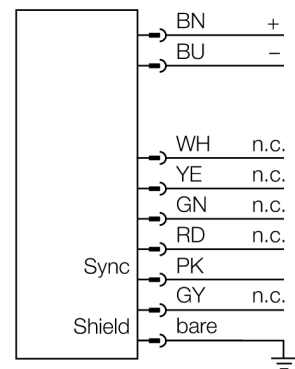 BN +
BU –
WH n.c.
YE n.c.
GN n.c.
RD n.c.
Sync PK
GY n.c.
Shield bare